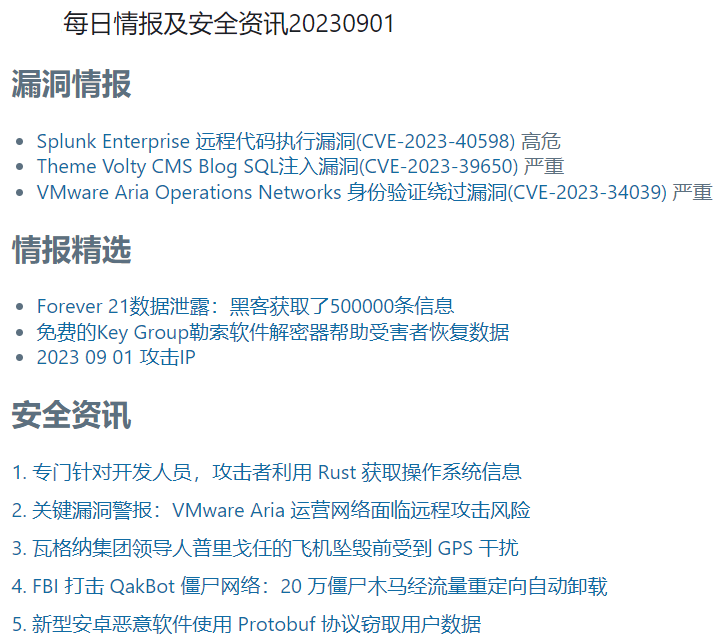 每日情报及安全资讯20230901
漏洞情报
Splunk Enterprise 远程代码执行漏洞(CVE-2023-40598) 高危
Theme Volty CMS Blog SQL注入漏洞(CVE-2023-39650) 严重
VMware Aria Operations Networks 身份验证绕过漏洞(CVE-2023-34039) 严重
情报精选
Forever 21数据泄露：黑客获取了500000条信息
免费的Key Group勒索软件解密器帮助受害者恢复数据
2023 09 01 攻击IP
安全资讯
1. 专门针对开发人员，攻击者利用 Rust 获取操作系统信息
2. 关键漏洞警报：VMware Aria 运营网络面临远程攻击风险
3. 瓦格纳集团领导人普里戈任的飞机坠毁前受到 GPS 干扰
4. FBI 打击 QakBot 僵尸网络：20 万僵尸木马经流量重定向自动卸载
5. 新型安卓恶意软件使用 Protobuf 协议窃取用户数据